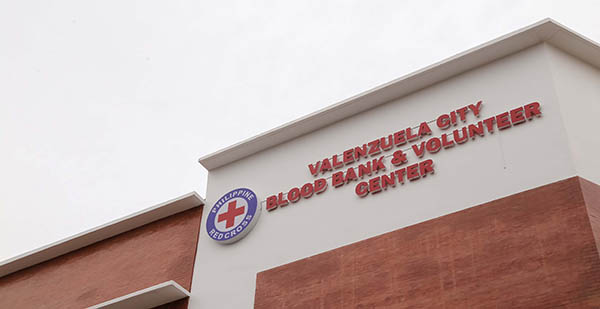 VALENZUELA CITY
BLOOD BANK & VOLUNTEER
CENTER
PHILIPPINE
RED CROSS